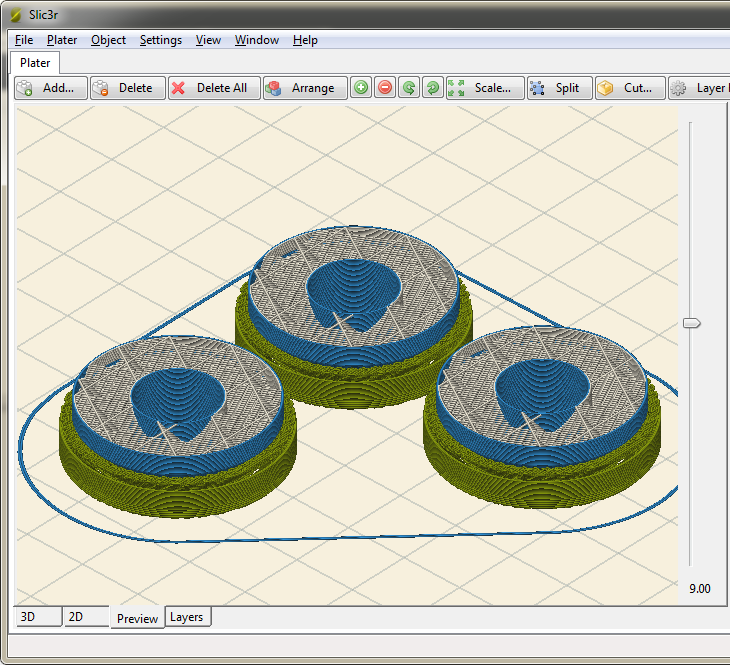 Slic3r
File Plater Object Settings View Window Help
Plater
Add... Delete Delete All Arrange Scale... Split Cut... Layer
9.00
3D 2D Preview Layers